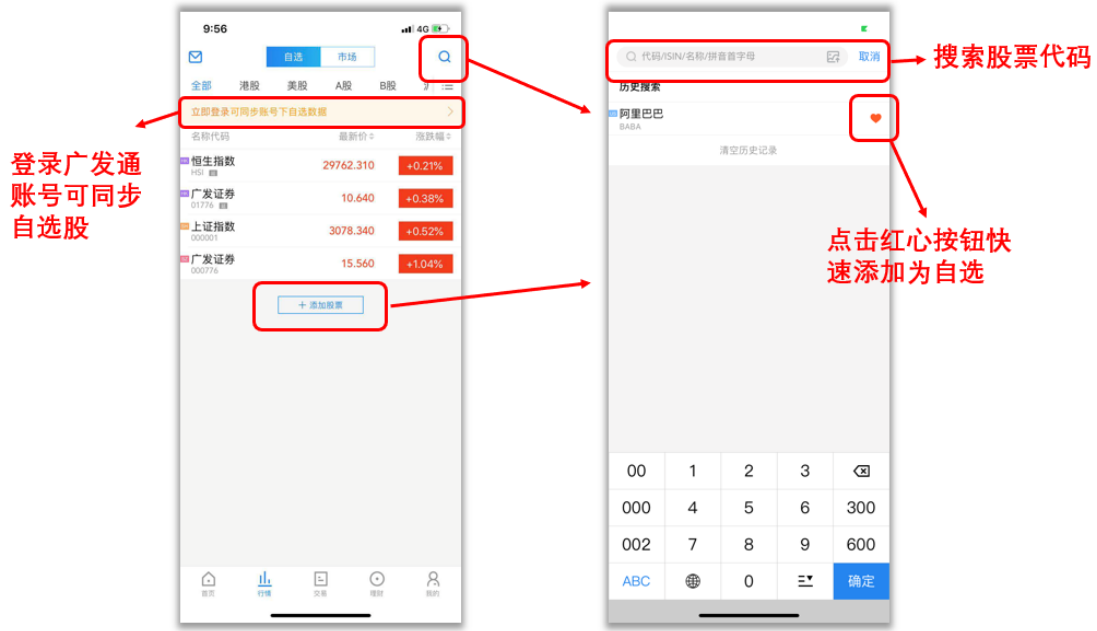 9:56
4G
自选
市场
全部
港股
美股
A股
B股
立即登录可同步账号下自选数据
名称代码
最新价
涨跌幅
恒生指数
29762.310
+0.21%
HSI
广发证券
10.640
+0.38%
01776
上证指数
3078.340
+0.52%
000001
广发证券
15.560
+1.04%
000776
+ 添加股票
首页
行情
交易
理财
我的
登录广发通
账号可同步
自选股
代码/ISIN/名称/拼音首字母
取消
历史搜索
阿里巴巴
BABA
清空历史记录
00 1 2 3
000 4 5 6 300
002 7 8 9 600
ABC 0 确定
搜索股票代码
点击红心按钮快
速添加为自选